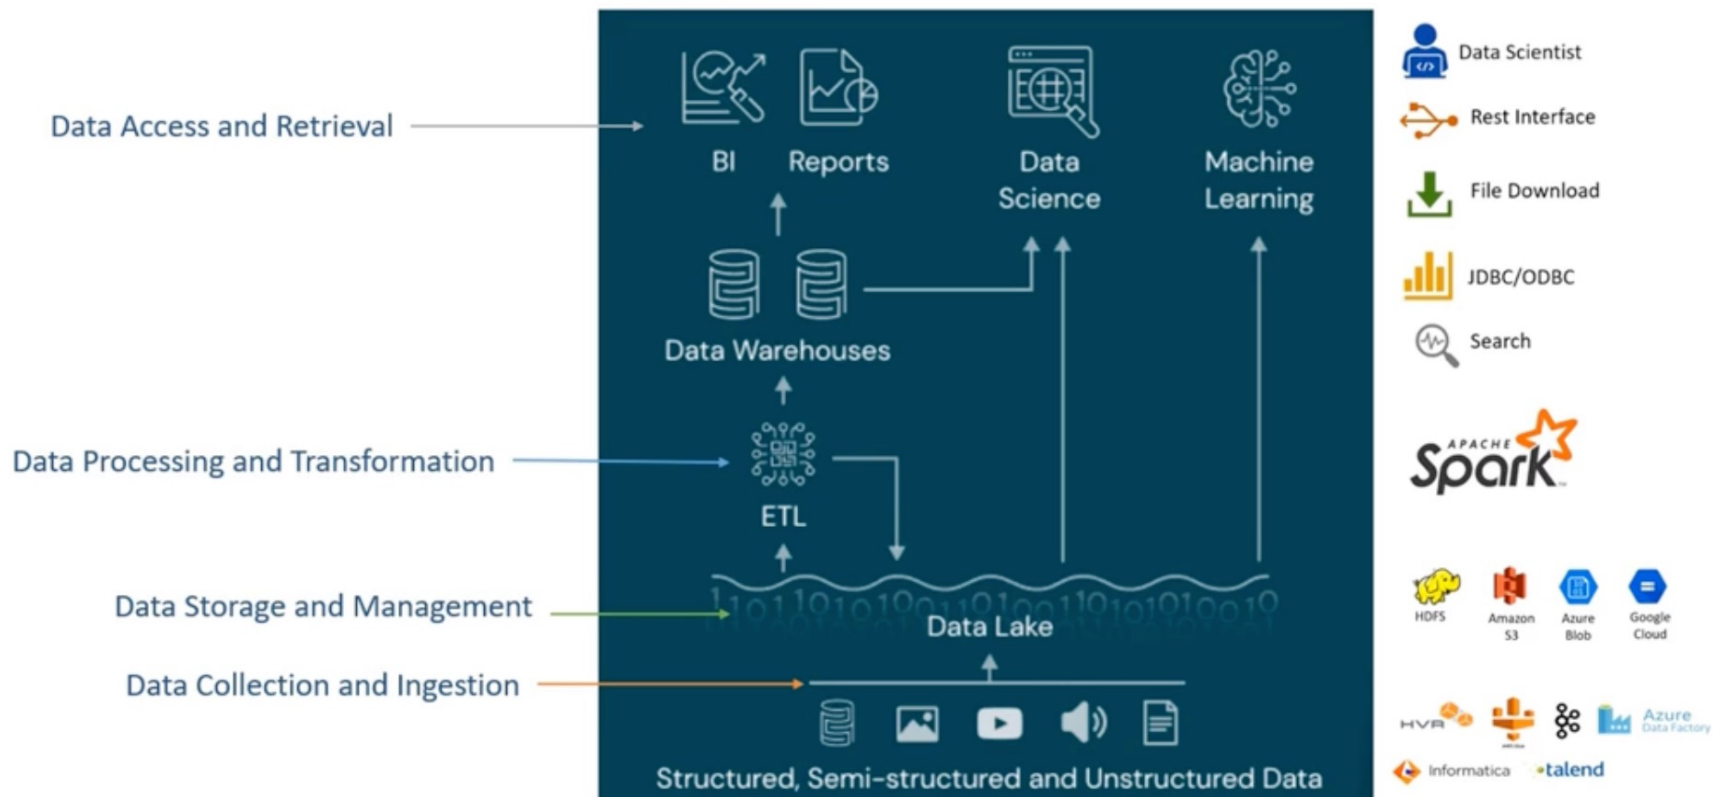 Data Access and Retrieval
BI
Reports
Data
Science
Machine
Learning
Data Warehouses
Data Processing and Transformation
ETL
Data Storage and Management
Data Lake
Data Collection and Ingestion
Structured, Semi-structured and Unstructured Data
Data Scientist
Rest Interface
File Download
JDBC/ODBC
Search
APACHE
Spark
HDFS
Amazon
S3
Azure
Blob
Google
Cloud
HVR
Azure
Data Factory
Informatica
talend